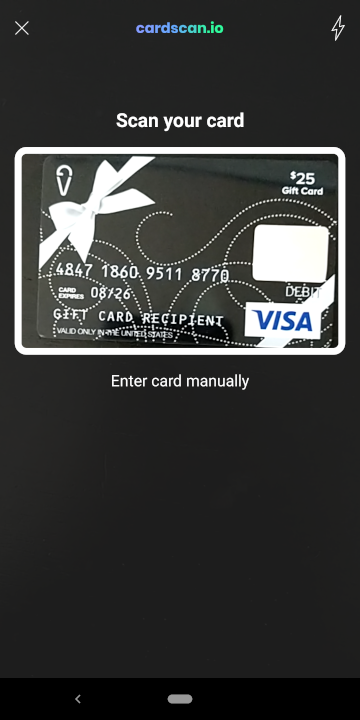 cardscan.io
Scan your card
$25
Gift Card
4847 1860 9511 8770
CARD EXPIRES 08/26
DEBIT
GIFT CARD RECIPIENT
VALID ONLY IN THE UNITED STATES
VISA
Enter card manually